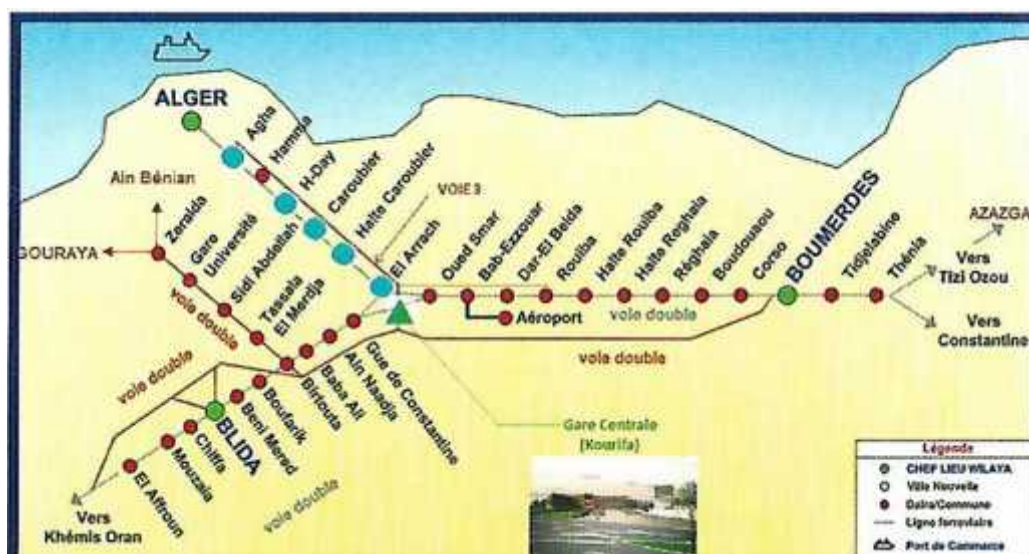 ALGER
Agha
Hamma
H-Day
Caroubier
Halte Caroubier
VOIE 3
El Arrach
Oued Smar
Bab-Ezzouar
Dar-El Beida
Rouiba
Halte Rouiba
Halte Reghaia
Réghaia
Boudouaou
Corso
BOUMERDES
Tidjelabine
Thénia
AZAZGA
Vers
Tizi Ozou
Vers
Constantine
Ain Bénian
GOURAYA
Zeralda
Gare
Université
Sidi Abdellah
Tassala
El Merdja
voie double
Aéroport
voie double
voie double
voie double
Birtouta
Baba Ali
Ain Naadja
Gue de Constantine
Boufarik
Beni Mered
BLIDA
Chiffa
Mouzaia
El Affroun
voie double
Vers
Khémis Oran
Gare Centrale
(Kourifa)
Légende
CHEF LIEU WILAYA
Ville Nouvelle
Daira/Commune
Ligne ferroviaire
Port de Commerce